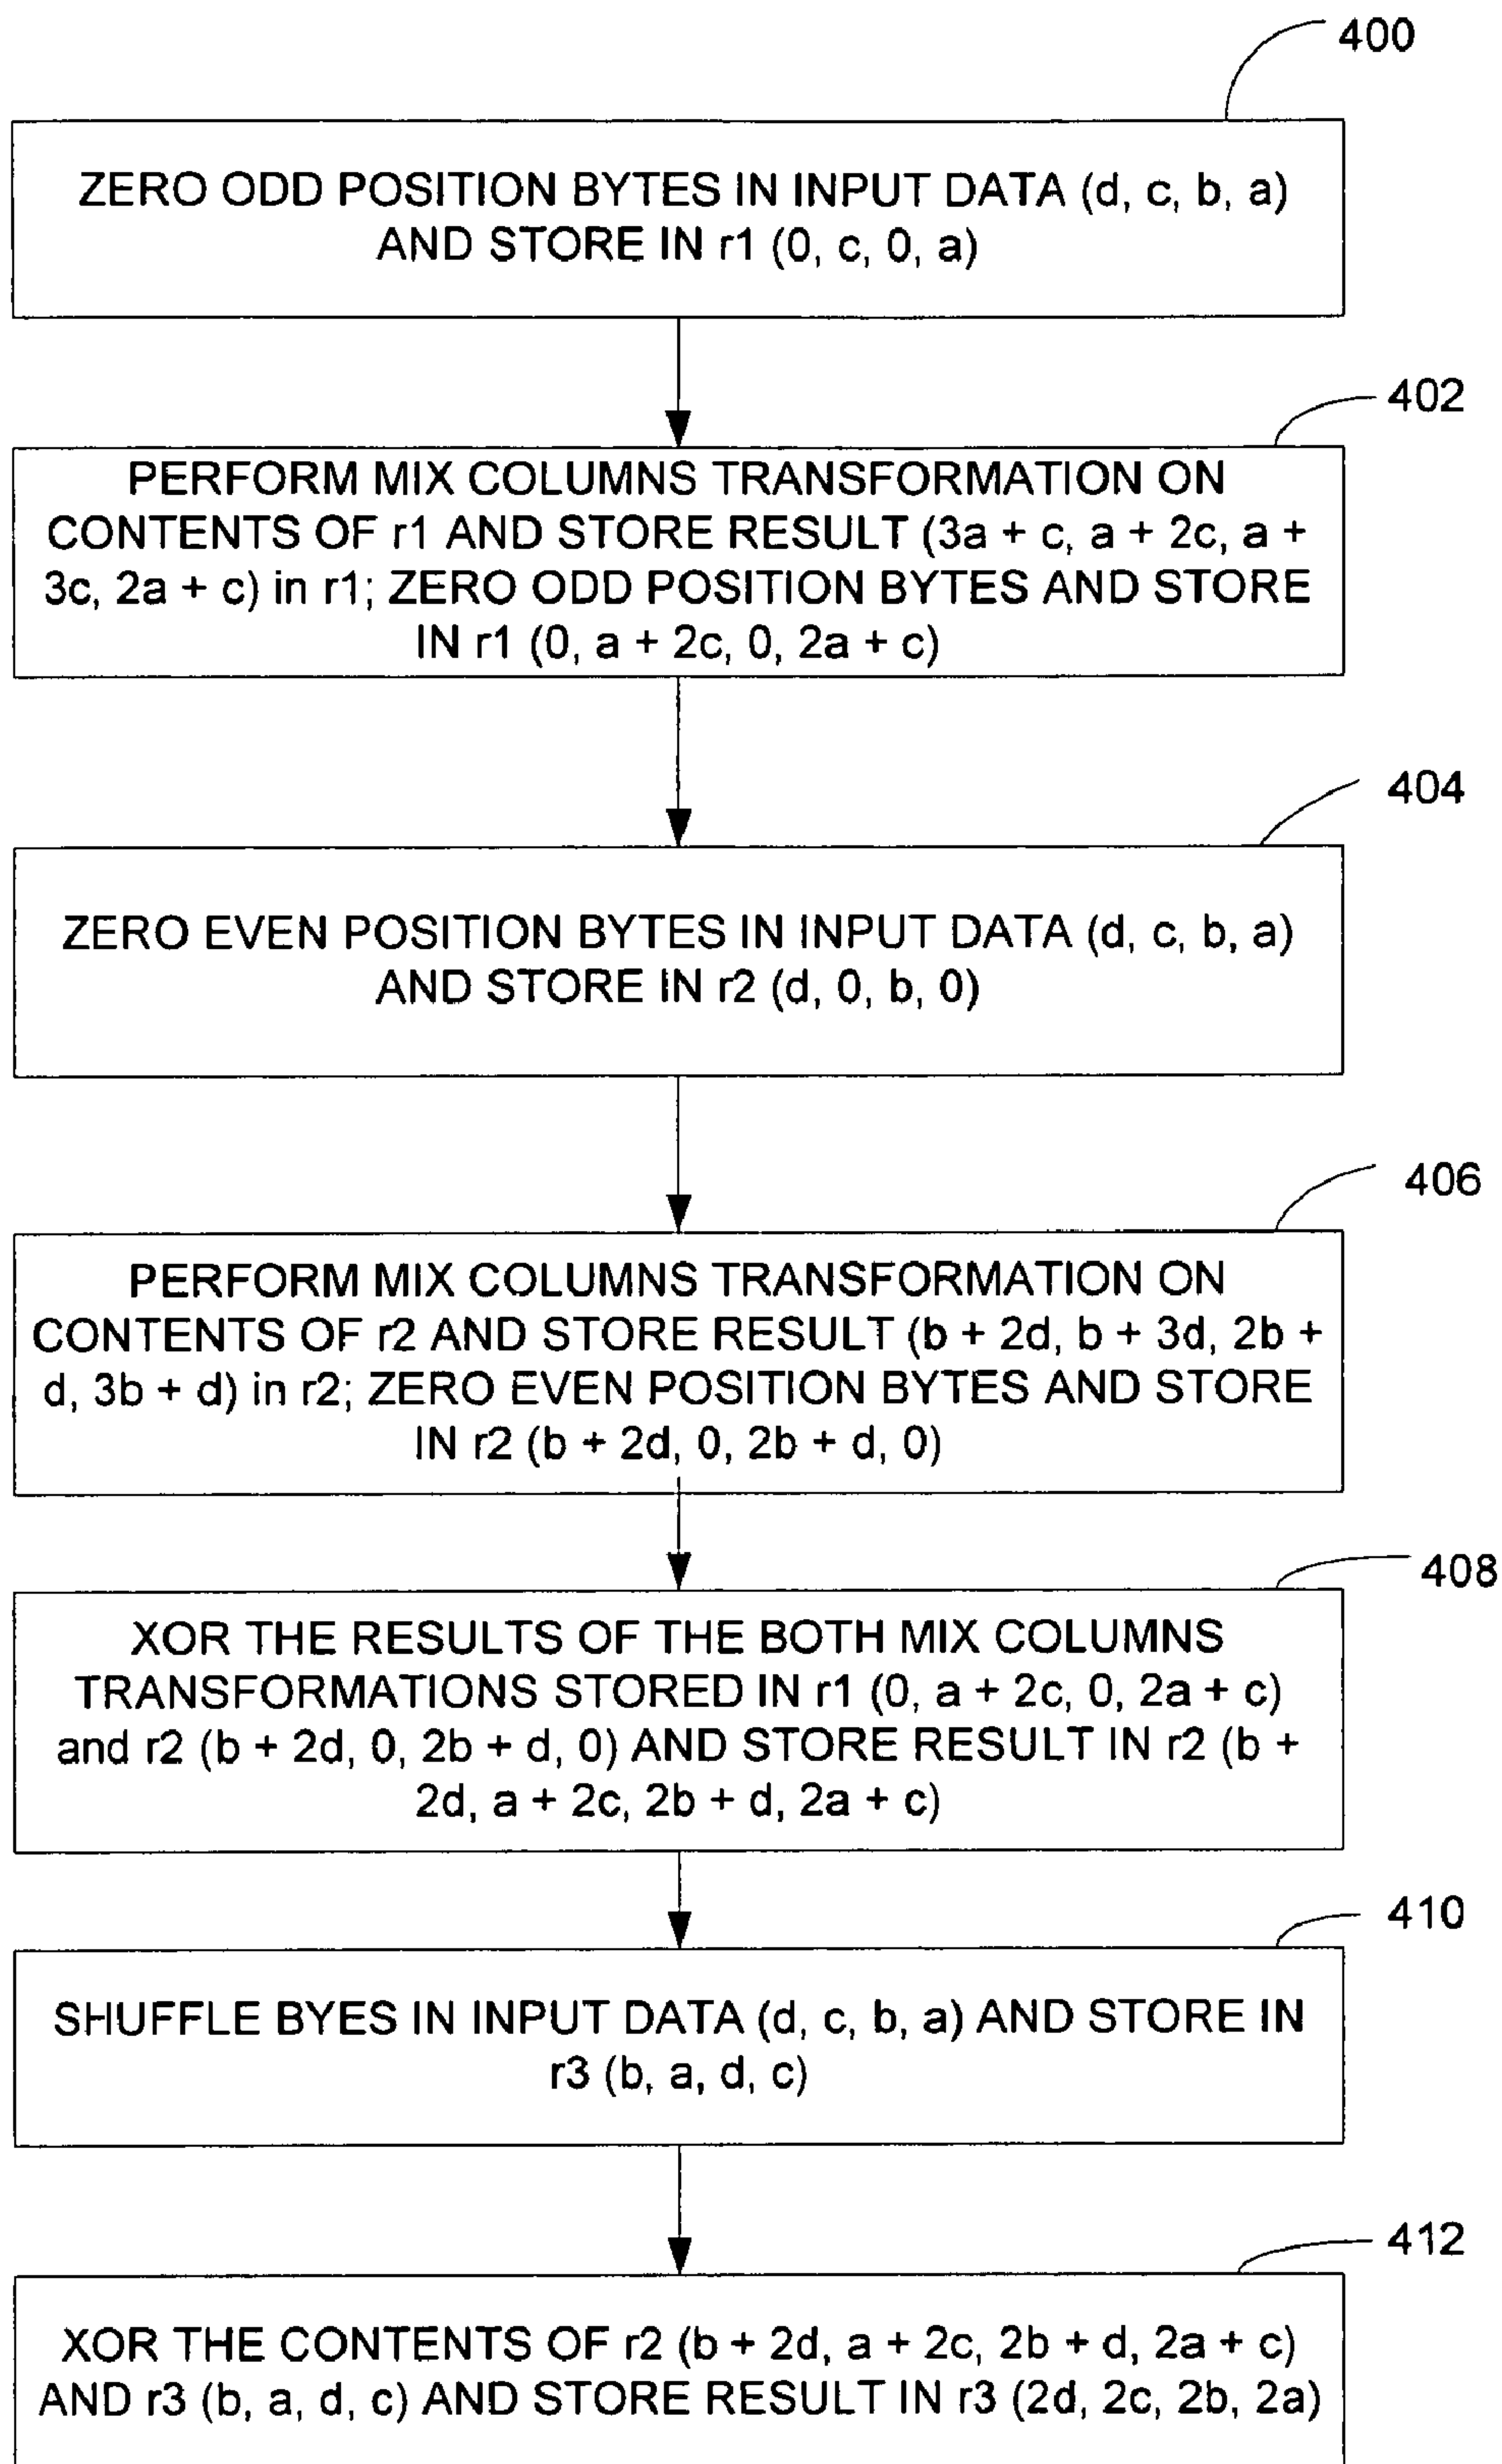 400
ZERO ODD POSITION BYTES IN INPUT DATA (d, c, b, a)
AND STORE IN r1 (0, c, 0, a)
402
PERFORM MIX COLUMNS TRANSFORMATION ON
CONTENTS OF r1 AND STORE RESULT (3a + c, a + 2c, a +
3c, 2a + c) in r1; ZERO ODD POSITION BYTES AND STORE
IN r1 (0, a + 2c, 0, 2a + c)
404
ZERO EVEN POSITION BYTES IN INPUT DATA (d, c, b, a)
AND STORE IN r2 (d, 0, b, 0)
406
PERFORM MIX COLUMNS TRANSFORMATION ON
CONTENTS OF r2 AND STORE RESULT (b + 2d, b + 3d, 2b +
d, 3b + d) in r2; ZERO EVEN POSITION BYTES AND STORE
IN r2 (b + 2d, 0, 2b + d, 0)
408
XOR THE RESULTS OF THE BOTH MIX COLUMNS
TRANSFORMATIONS STORED IN r1 (0, a + 2c, 0, 2a + c)
and r2 (b + 2d, 0, 2b + d, 0) AND STORE RESULT IN r2 (b +
2d, a + 2c, 2b + d, 2a + c)
410
SHUFFLE BYES IN INPUT DATA (d, c, b, a) AND STORE IN
r3 (b, a, d, c)
412
XOR THE CONTENTS OF r2 (b + 2d, a + 2c, 2b + d, 2a + c)
AND r3 (b, a, d, c) AND STORE RESULT IN r3 (2d, 2c, 2b, 2a)